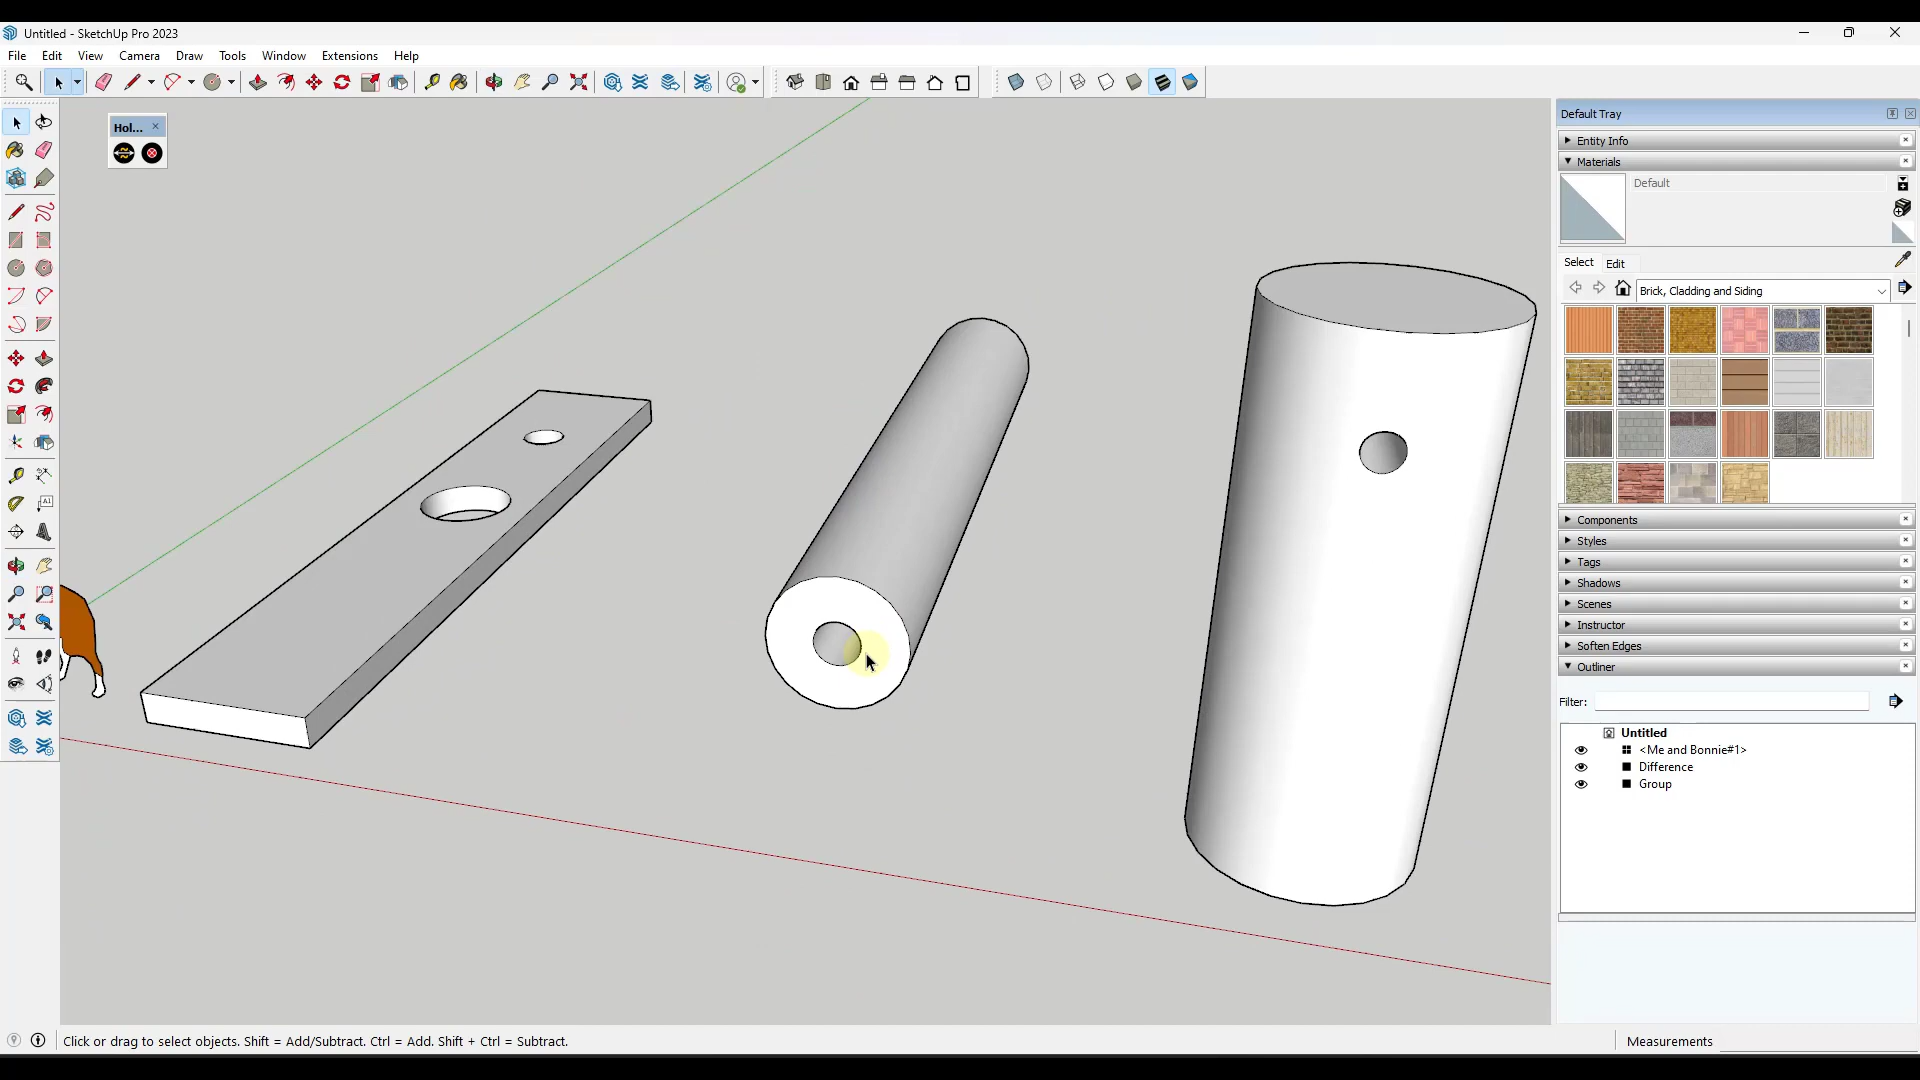 Untitled - SketchUp Pro 2023
File Edit View Camera Draw Tools Window Extensions Help
Hol...
Default Tray
Entity Info
Materials
Default
Select Edit
Brick, Cladding and Siding
Components
Styles
Tags
Shadows
Scenes
Instructor
Soften Edges
Outliner
Filter:
Untitled
<Me and Bonnie#1>
Difference
Group
Click or drag to select objects. Shift = Add/Subtract. Ctrl = Add. Shift + Ctrl = Subtract.
Measurements